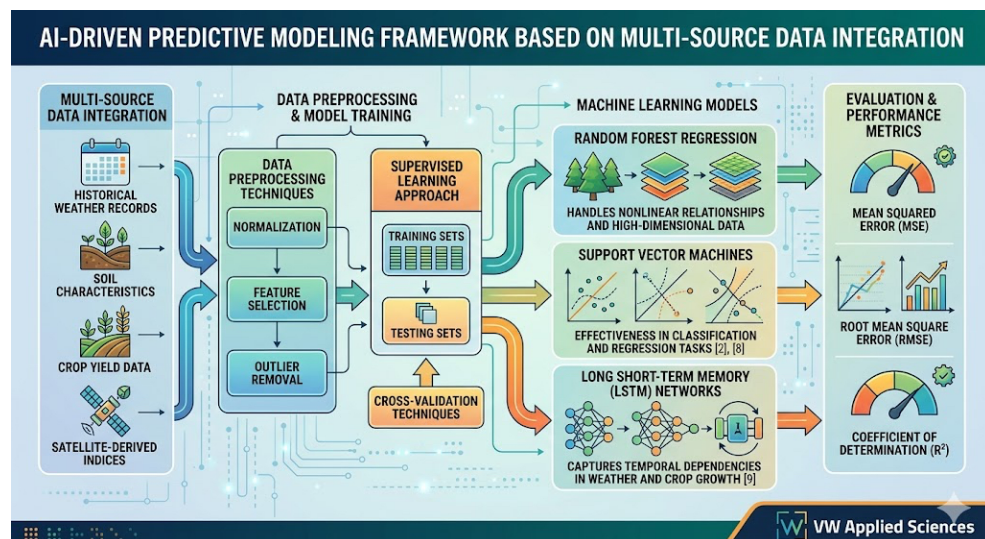 AI-DRIVEN PREDICTIVE MODELING FRAMEWORK BASED ON MULTI-SOURCE DATA INTEGRATION
MULTI-SOURCE
DATA INTEGRATION
HISTORICAL
WEATHER RECORDS
SOIL
CHARACTERISTICS
CROP YIELD DATA
SATELLITE-DERIVED
INDICES
DATA PREPROCESSING
& MODEL TRAINING
DATA
PREPROCESSING
TECHNIQUES
NORMALIZATION
FEATURE
SELECTION
OUTLIER
REMOVAL
SUPERVISED
LEARNING
APPROACH
TRAINING SETS
TESTING SETS
CROSS-VALIDATION
TECHNIQUES
MACHINE LEARNING MODELS
RANDOM FOREST REGRESSION
HANDLES NONLINEAR RELATIONSHIPS
AND HIGH-DIMENSIONAL DATA
SUPPORT VECTOR MACHINES
EFFECTIVENESS IN CLASSIFICATION
AND REGRESSION TASKS [2], [8]
LONG SHORT-TERM MEMORY
(LSTM) NETWORKS
CAPTURES TEMPORAL DEPENDENCIES
IN WEATHER AND CROP GROWTH [9]
EVALUATION &
PERFORMANCE
METRICS
MEAN SQUARED
ERROR (MSE)
ROOT MEAN SQUARE
ERROR (RMSE)
COEFFICIENT OF
DETERMINATION (R²)
VW Applied Sciences